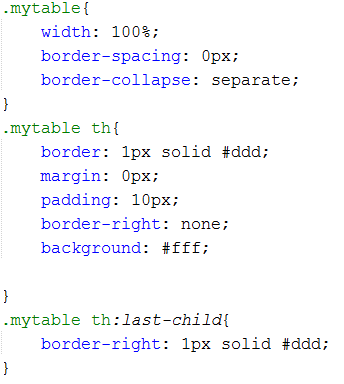 .mytable{
    width: 100%;
    border-spacing: 0px;
    border-collapse: separate;
}
.mytable th{
    border: 1px solid #ddd;
    margin: 0px;
    padding: 10px;
    border-right: none;
    background: #fff;

}
.mytable th:last-child{
    border-right: 1px solid #ddd;
}